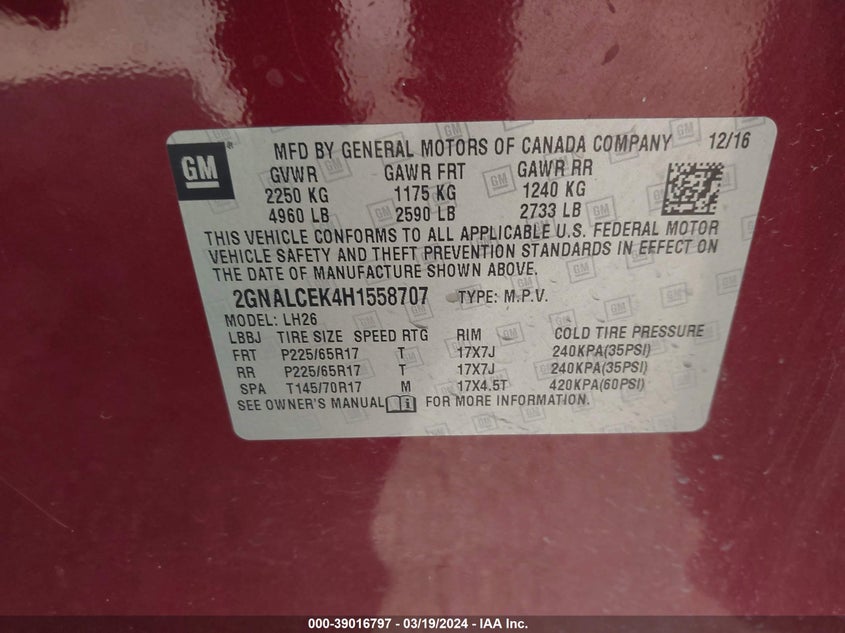 GM
MFD BY GENERAL MOTORS OF CANADA COMPANY 12/16
GVWR GAWR FRT GAWR RR
2250 KG 1175 KG 1240 KG
4960 LB 2590 LB 2733 LB
THIS VEHICLE CONFORMS TO ALL APPLICABLE U.S. FEDERAL MOTOR
VEHICLE SAFETY AND THEFT PREVENTION STANDARDS IN EFFECT ON
THE DATE OF MANUFACTURE SHOWN ABOVE.
2GNALCEK4H1558707 TYPE: M.P.V.
MODEL: LH26
LBBJ TIRE SIZE SPEED RTG RIM COLD TIRE PRESSURE
FRT P225/65R17 T 17X7J 240KPA(35PSI)
RR P225/65R17 T 17X7J 240KPA(35PSI)
SPA T145/70R17 M 17X4.5T 420KPA(60PSI)
SEE OWNER'S MANUAL FOR MORE INFORMATION.
000-39016797 - 03/19/2024 - IAA Inc.